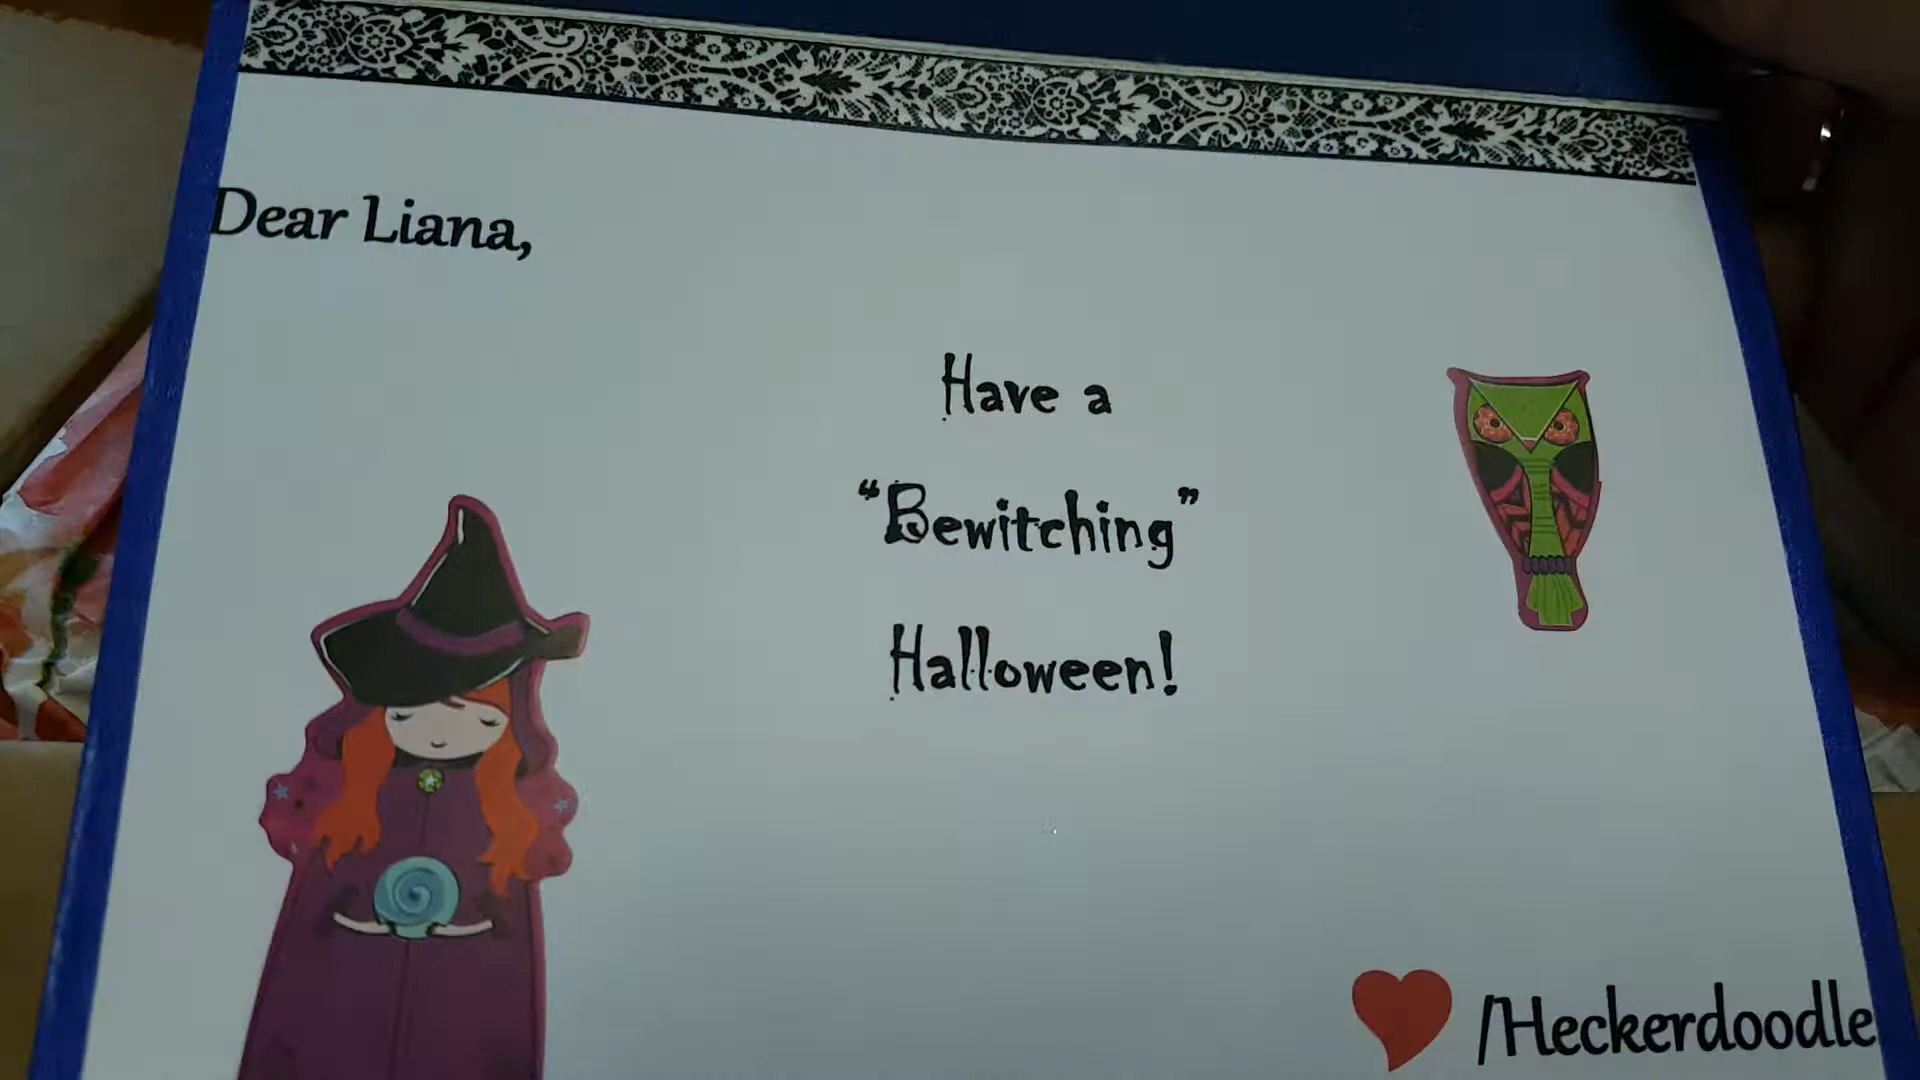 Dear Liana,
Have a
“Bewitching”
Halloween!
/Heckerdoodle